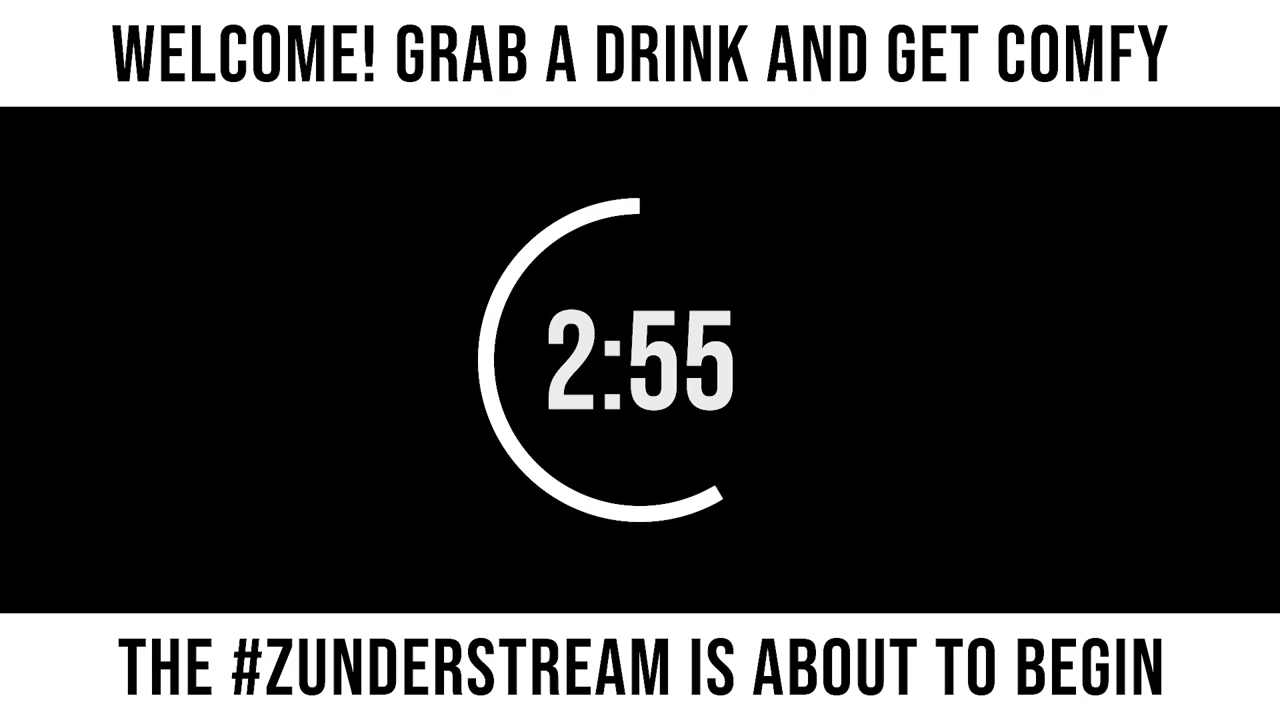 WELCOME! GRAB A DRINK AND GET COMFY
2:55
THE #ZUNDERSTREAM IS ABOUT TO BEGIN